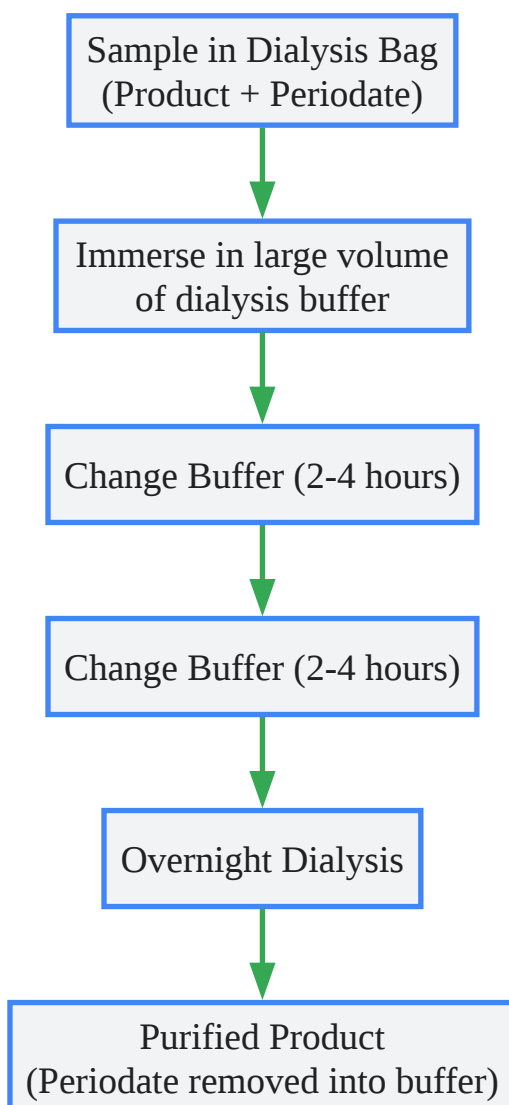 Sample in Dialysis Bag
(Product + Periodate)
Immerse in large volume
of dialysis buffer
Change Buffer (2-4 hours)
Change Buffer (2-4 hours)
Overnight Dialysis
Purified Product
(Periodate removed into buffer)